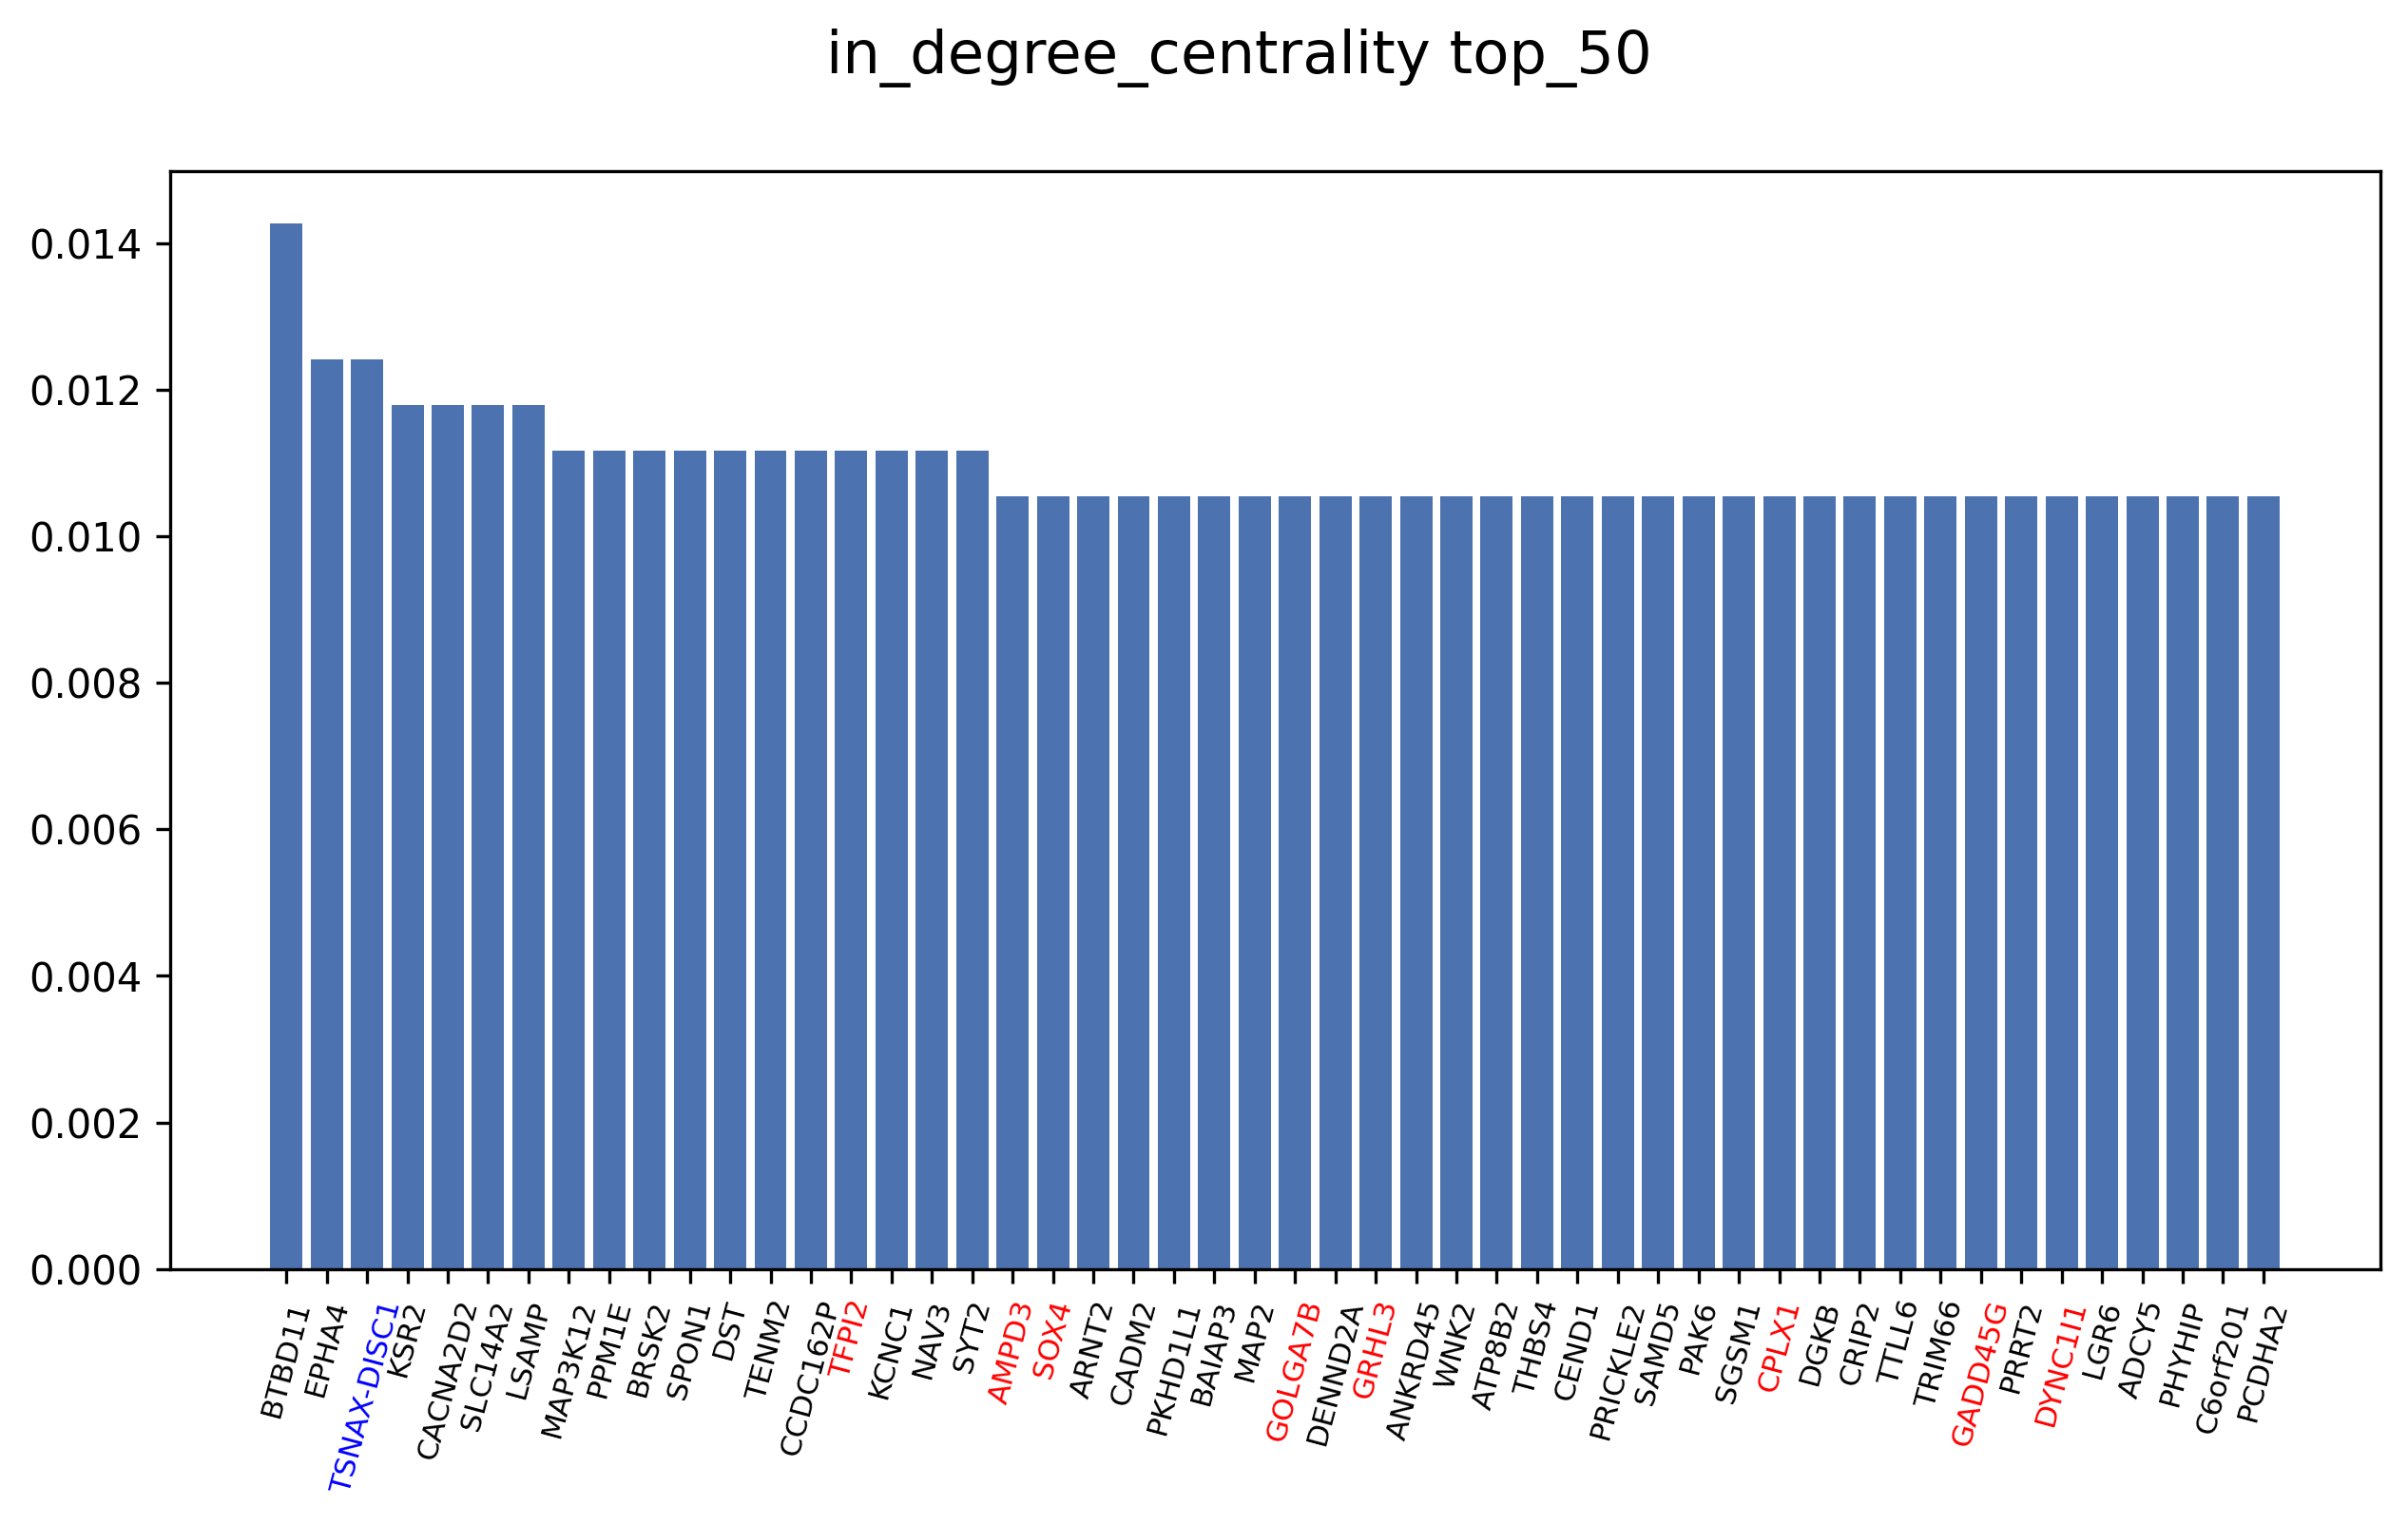 in_degree_centrality top_50
0.014
0.012
0.010
0.008
0.006
0.004
0.002
0.000
BTBD11
EPHA4
TSNAX-DISC1
KSR2
CACNA2D2
SLC14A2
LSAMP
MAP3K12
PPM1E
BRSK2
SPON1
DST
TENM2
CCDC162P
TFPI2
KCNC1
NAV3
SYT2
AMPD3
SOX4
ARNT2
CADM2
PKHD1L1
BAIAP3
MAP2
GOLGA7B
DENND2A
GRHL3
ANKRD45
WNK2
ATP8B2
THBS4
CEND1
PRICKLE2
SAMD5
PAK6
SGSM1
CPLX1
DGKB
CRIP2
TTLL6
TRIM66
GADD45G
PRRT2
DYNC1I1
LGR6
ADCY5
PHYHIP
C6orf201
PCDHA2